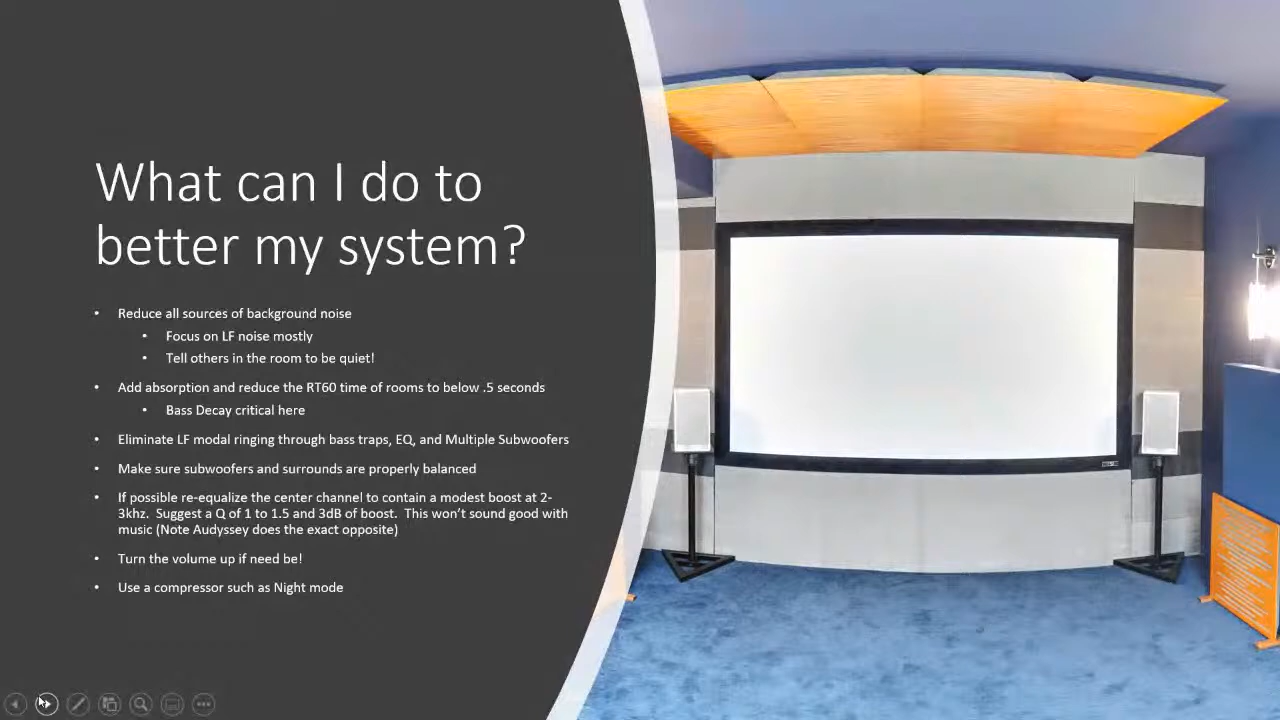 What can I do to
better my system?
• Reduce all sources of background noise
• Focus on LF noise mostly
• Tell others in the room to be quiet!
• Add absorption and reduce the RT60 time of rooms to below .5 seconds
• Bass Decay critical here
• Eliminate LF modal ringing through bass traps, EQ, and Multiple Subwoofers
• Make sure subwoofers and surrounds are properly balanced
• If possible re-equalize the center channel to contain a modest boost at 2-
3khz. Suggest a Q of 1 to 1.5 and 3dB of boost. This won't sound good with
music (Note Audyssey does the exact opposite)
• Turn the volume up if need be!
• Use a compressor such as Night mode